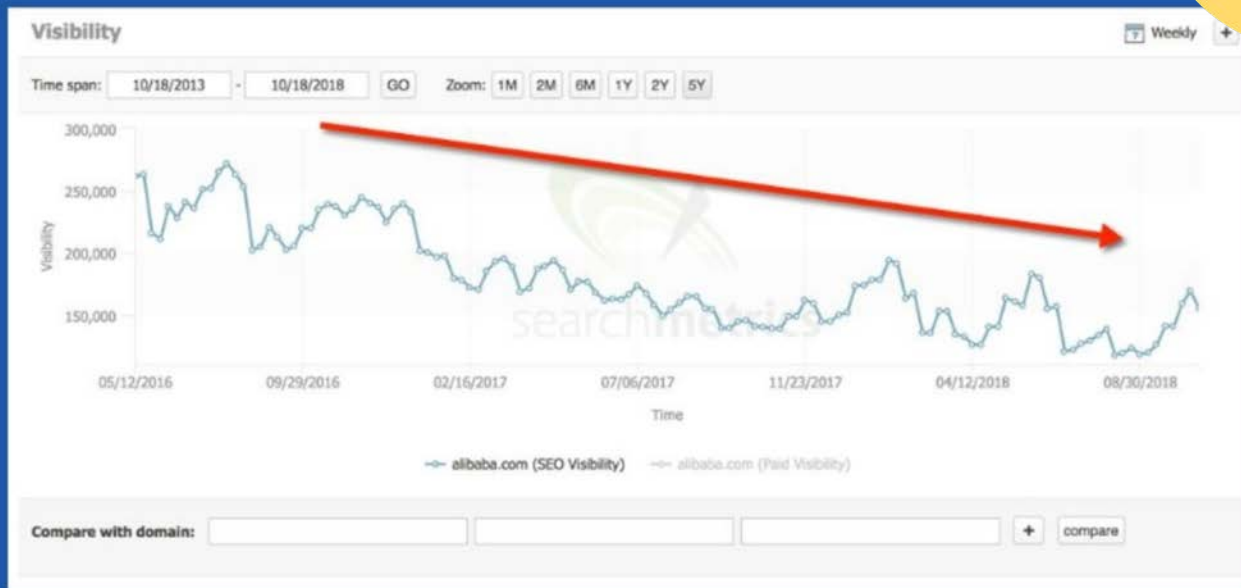 Visibility
Weekly +
Time span: 10/18/2013 - 10/18/2018 GO Zoom: 1M 2M 6M 1Y 2Y 5Y
300,000
250,000
200,000
150,000
Visibility
searchmetrics
05/12/2016 09/29/2016 02/16/2017 07/06/2017 11/23/2017 04/12/2018 08/30/2018
Time
alibaba.com (SEO Visibility) alibaba.com (Paid Visibility)
Compare with domain: + compare